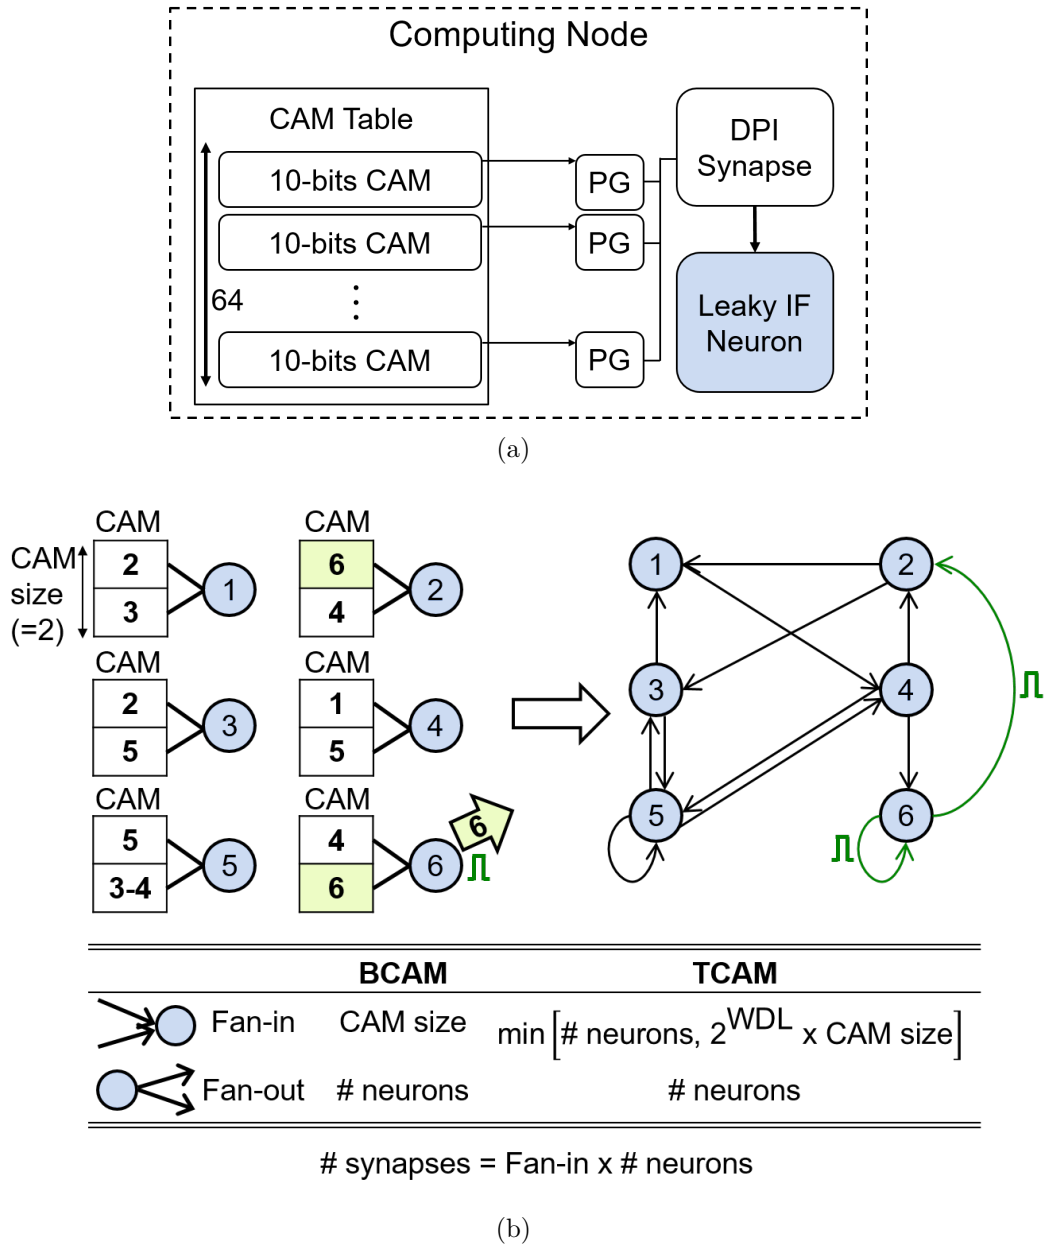 Computing Node
CAM Table
10-bits CAM
10-bits CAM
64
10-bits CAM
PG
PG
PG
DPI
Synapse
Leaky IF
Neuron
(a)
CAM
CAM
size
(=2)
2
3
1
CAM
6
4
2
CAM
2
5
3
CAM
1
5
4
CAM
5
3-4
5
CAM
4
6
6
6
1
2
3
4
5
6
BCAM TCAM
Fan-in CAM size min [# neurons, 2^WDL x CAM size]
Fan-out # neurons # neurons
# synapses = Fan-in x # neurons
(b)